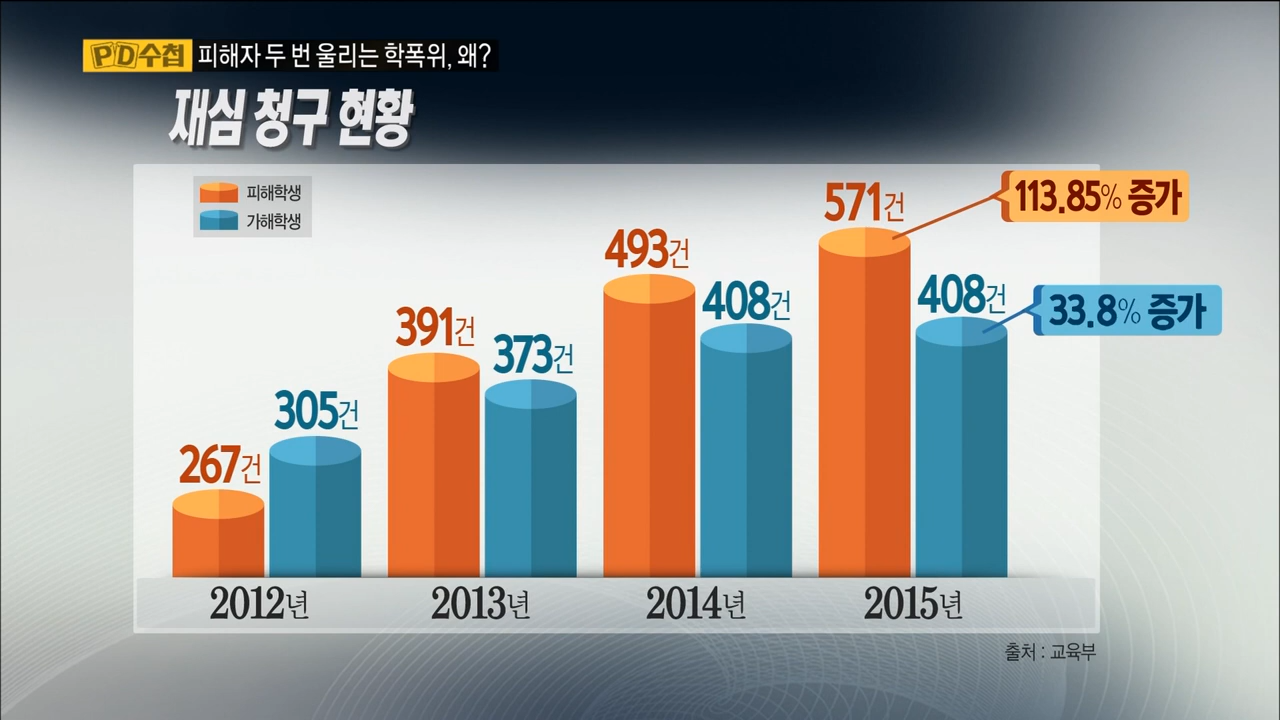 PD수첩 피해자 두 번 울리는 학폭위, 왜?
재심 청구 현황
피해학생
가해학생
267건
305건
391건
373건
493건
408건
571건
408건
113.85% 증가
33.8% 증가
2012년
2013년
2014년
2015년
출처 : 교육부